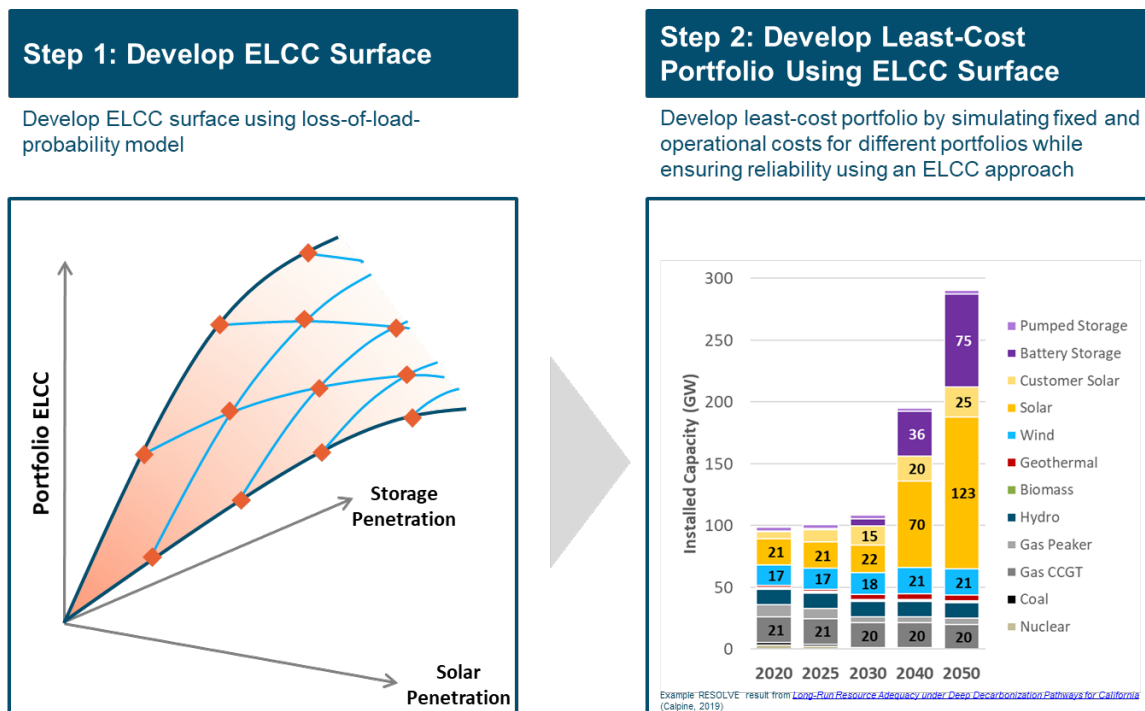 Step 1: Develop ELCC Surface
Develop ELCC surface using loss-of-load-
probability model
Portfolio ELCC
Storage
Penetration
Solar
Penetration
Step 2: Develop Least-Cost
Portfolio Using ELCC Surface
Develop least-cost portfolio by simulating fixed and
operational costs for different portfolios while
ensuring reliability using an ELCC approach
Installed Capacity (GW)
300
250
200
150
100
50
0
21
17
21
21
17
21
15
22
18
20
36
20
70
21
20
75
25
123
21
20
2020 2025 2030 2040 2050
Pumped Storage
Battery Storage
Customer Solar
Solar
Wind
Geothermal
Biomass
Hydro
Gas Peaker
Gas CCGT
Coal
Nuclear
Example RESOLVE result from Long-Run Resource Adequacy under Deep Decarbonization Pathways for California
(Calpine, 2019)